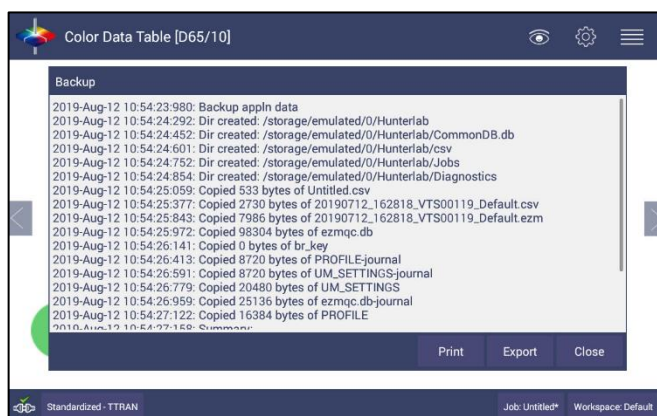 Color Data Table [D65/10]
Backup
2019-Aug-12 10:54:23:980: Backup appln data
2019-Aug-12 10:54:24:292: Dir created: /storage/emulated/0/Hunterlab
2019-Aug-12 10:54:24:452: Dir created: /storage/emulated/0/Hunterlab/CommonDB.db
2019-Aug-12 10:54:24:601: Dir created: /storage/emulated/0/Hunterlab/csv
2019-Aug-12 10:54:24:752: Dir created: /storage/emulated/0/Hunterlab/Jobs
2019-Aug-12 10:54:24:854: Dir created: /storage/emulated/0/Hunterlab/Diagnostics
2019-Aug-12 10:54:25:059: Copied 533 bytes of Untitled.csv
2019-Aug-12 10:54:25:377: Copied 2730 bytes of 20190712_162818_VTS00119_Default.csv
2019-Aug-12 10:54:25:843: Copied 7986 bytes of 20190712_162818_VTS00119_Default.ezm
2019-Aug-12 10:54:25:972: Copied 98304 bytes of ezmqc.db
2019-Aug-12 10:54:26:141: Copied 0 bytes of br_key
2019-Aug-12 10:54:26:413: Copied 8720 bytes of PROFILE-journal
2019-Aug-12 10:54:26:591: Copied 8720 bytes of UM_SETTINGS-journal
2019-Aug-12 10:54:26:779: Copied 20480 bytes of UM_SETTINGS
2019-Aug-12 10:54:26:959: Copied 25136 bytes of ezmqc.db-journal
2019-Aug-12 10:54:27:122: Copied 16384 bytes of PROFILE
2019-Aug-12 10:54:27:158: Summary:
Print Export Close
Standardized - TTRAN Job: Untitled* Workspace: Default